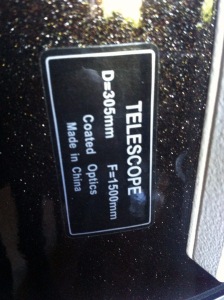 TELESCOPE
D=305mm F=1500mm
Coated Optics
Made in China